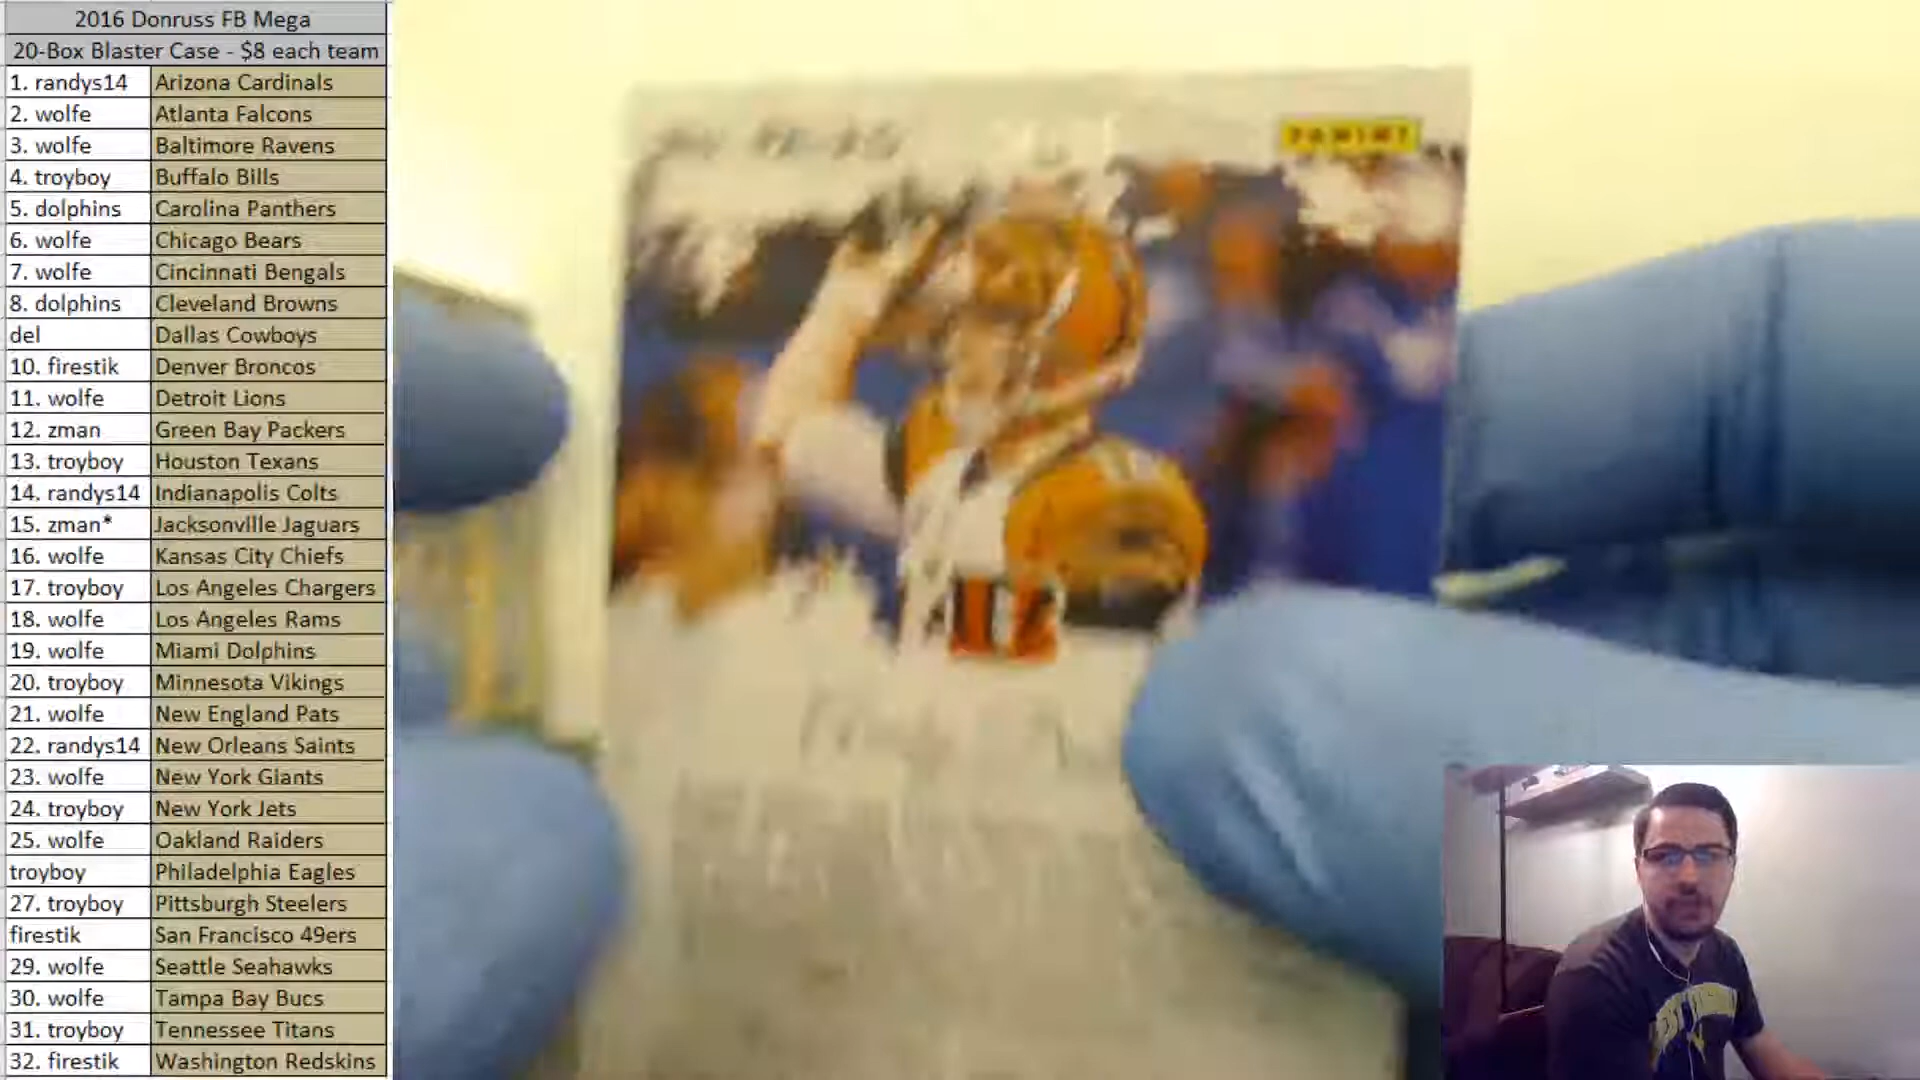 2016 Donruss FB Mega
20-Box Blaster Case - $8 each team
1. randys14 Arizona Cardinals
2. wolfe Atlanta Falcons
3. wolfe Baltimore Ravens
4. troyboy Buffalo Bills
5. dolphins Carolina Panthers
6. wolfe Chicago Bears
7. wolfe Cincinnati Bengals
8. dolphins Cleveland Browns
del Dallas Cowboys
10. firestik Denver Broncos
11. wolfe Detroit Lions
12. zman Green Bay Packers
13. troyboy Houston Texans
14. randys14 Indianapolis Colts
15. zman* Jacksonville Jaguars
16. wolfe Kansas City Chiefs
17. troyboy Los Angeles Chargers
18. wolfe Los Angeles Rams
19. wolfe Miami Dolphins
20. troyboy Minnesota Vikings
21. wolfe New England Pats
22. randys14 New Orleans Saints
23. wolfe New York Giants
24. troyboy New York Jets
25. wolfe Oakland Raiders
troyboy Philadelphia Eagles
27. troyboy Pittsburgh Steelers
firestik San Francisco 49ers
29. wolfe Seattle Seahawks
30. wolfe Tampa Bay Bucs
31. troyboy Tennessee Titans
32. firestik Washington Redskins
PANINI